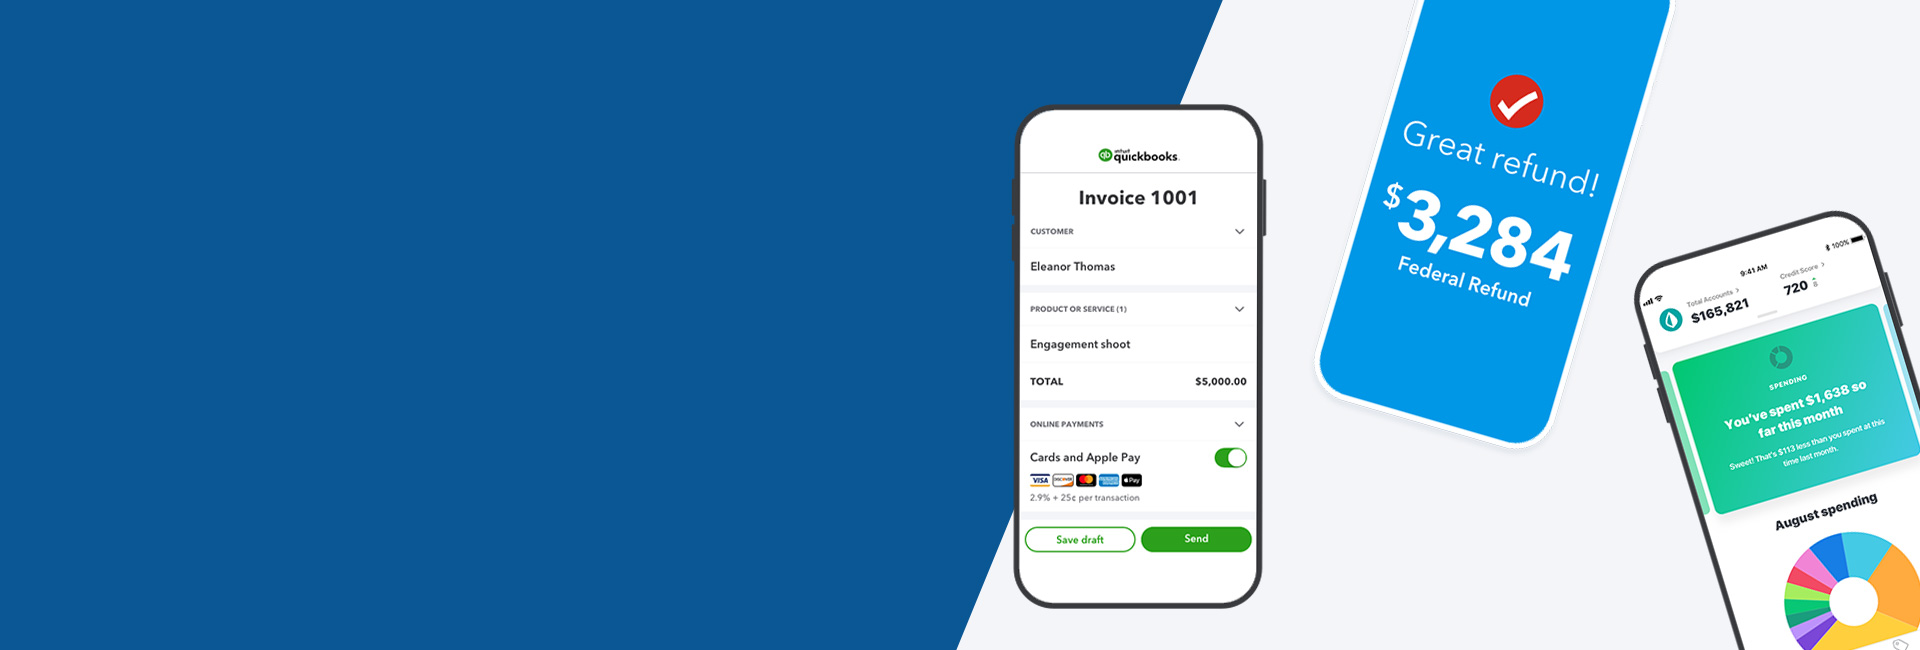 intuit
quickbooks.
Invoice 1001
CUSTOMER
Eleanor Thomas
PRODUCT OR SERVICE (1)
Engagement shoot
TOTAL $5,000.00
ONLINE PAYMENTS
Cards and Apple Pay
VISA DISCOVER Pay
2.9% + 25¢ per transaction
Save draft Send
Great refund!
$3,284
Federal Refund
9:41 AM 100%
Total Accounts > Credit Score >
$165,821 720 8
SPENDING
You've spent $1,638 so
far this month
Sweet! That's $113 less than you spent at this
time last month.
August spending